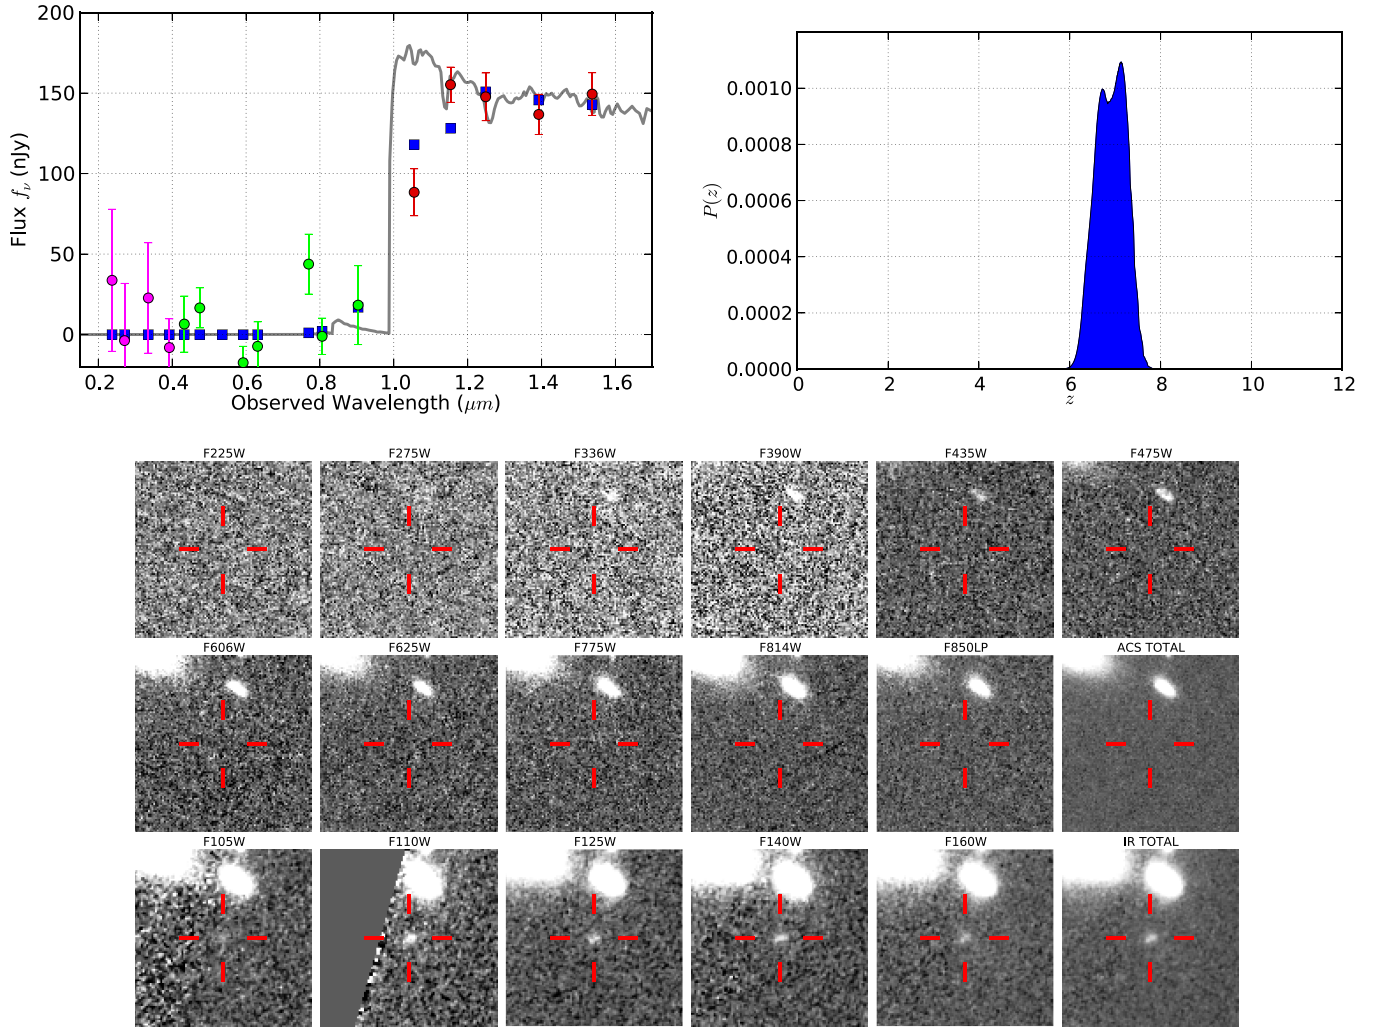 200
150
100
50
0
Flux fν (nJy)
0.2 0.4 0.6 0.8 1.0 1.2 1.4 1.6
Observed Wavelength (μm)
0.0010
0.0008
0.0006
0.0004
0.0002
0.0000
P(z)
0 2 4 6 8 10 12
z
F225W F275W F336W F390W F435W F475W
F606W F625W F775W F814W F850LP ACS TOTAL
F105W F110W F125W F140W F160W IR TOTAL